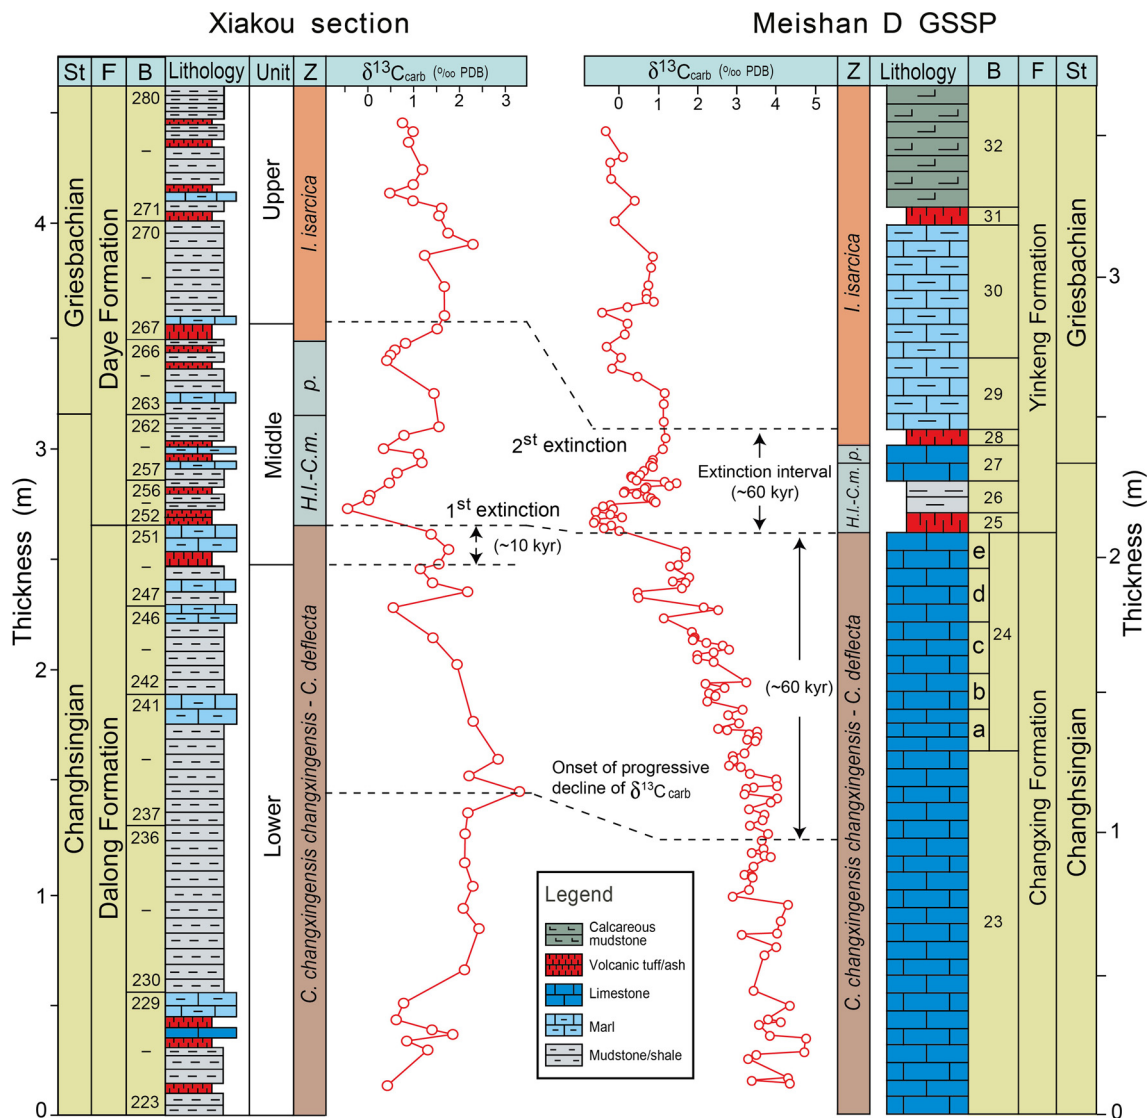 Xiakou section
Meishan D GSSP
St F B Lithology Unit Z δ13Ccarb (‰ PDB)
δ13Ccarb (‰ PDB) Z Lithology B F St
0 1 2 3
0 1 2 3 4 5
Thickness (m)
4
3
2
1
0
Griesbachian
Changhsingian
Daye Formation
Dalong Formation
280
–
271
270
–
267
266
–
263
262
–
257
256
–
252
251
–
247
246
–
242
241
–
237
236
–
230
229
–
223
Upper
Middle
Lower
I. isarcica
p.
H.l.-C.m.
C. changxingensis changxingensis - C. deflecta
2st extinction
1st extinction
(~10 kyr)
Extinction interval
(~60 kyr)
(~60 kyr)
Onset of progressive
decline of δ13Ccarb
Legend
Calcareous
mudstone
Volcanic tuff/ash
Limestone
Marl
Mudstone/shale
I. isarcica
p.
H.l.-C.m.
C. changxingensis changxingensis - C. deflecta
32
31
30
29
28
27
26
25
e
d
c
b
a
24
23
Yinkeng Formation
Changxing Formation
Griesbachian
Changhsingian
3
2
1
0
Thickness (m)